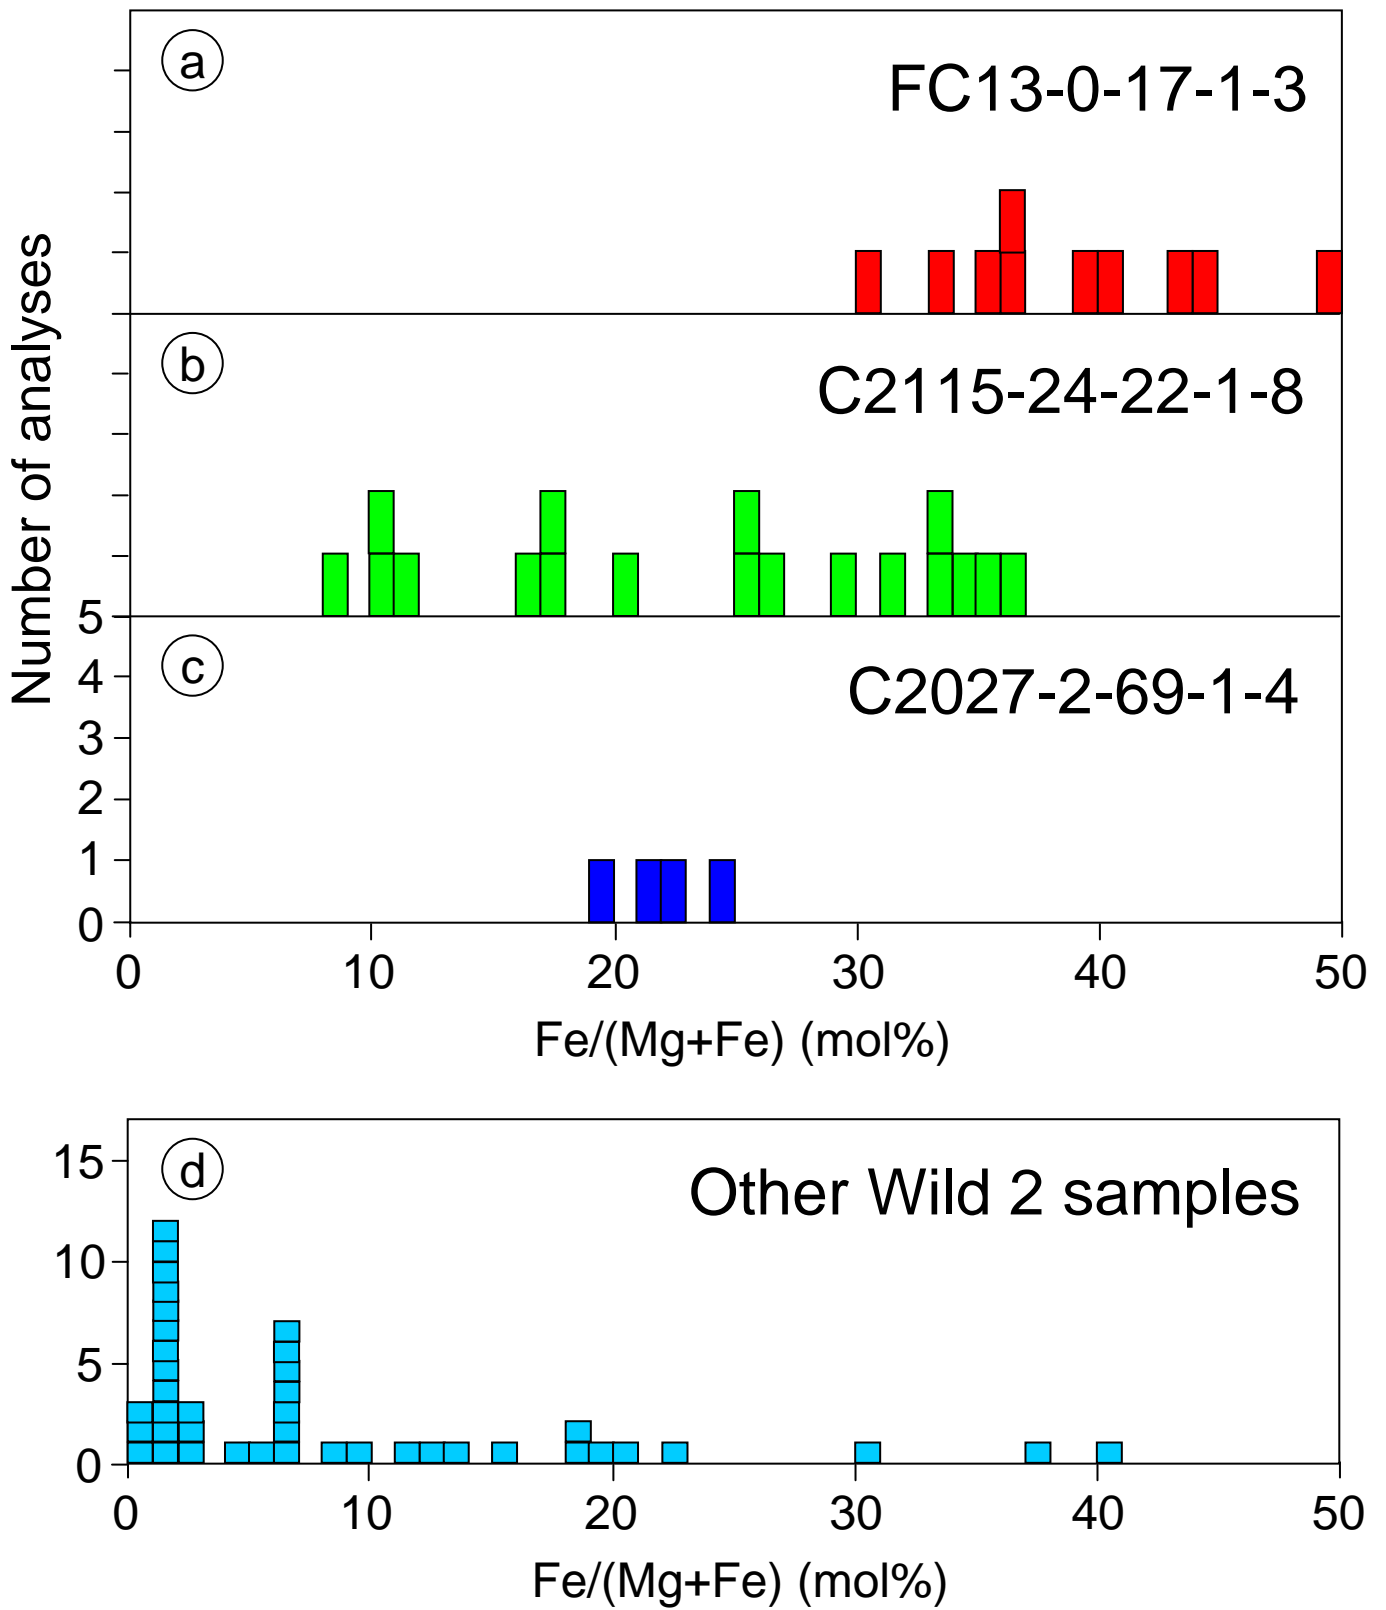 a
FC13-0-17-1-3
b
C2115-24-22-1-8
Number of analyses
5
c
C2027-2-69-1-4
4
3
2
1
0
0 10 20 30 40 50
Fe/(Mg+Fe) (mol%)
d
Other Wild 2 samples
15
10
5
0
0 10 20 30 40 50
Fe/(Mg+Fe) (mol%)